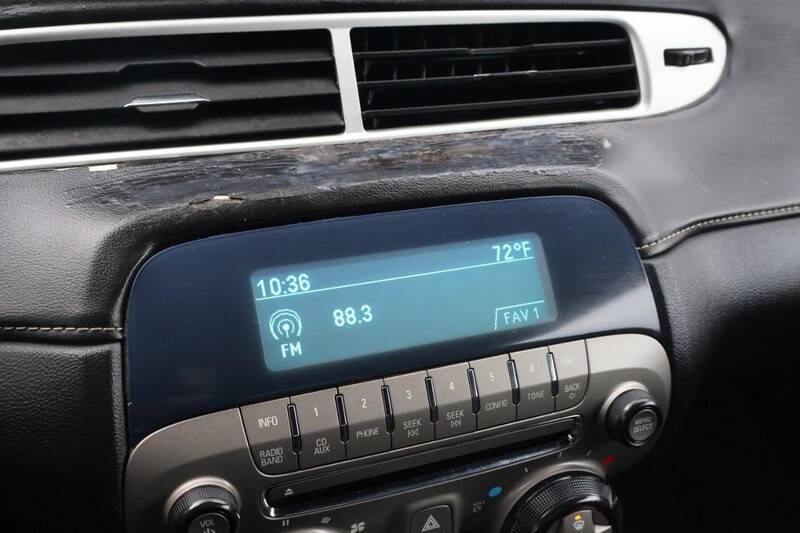 72°F
10:36
88.3
FM
FAV 1
INFO
RADIO
BAND
1
CD
AUX
2
PHONE
3
SEEK
4
SEEK
5
CONFIG
6
TONE
FAV
BACK
MENU
SELECT
VOL